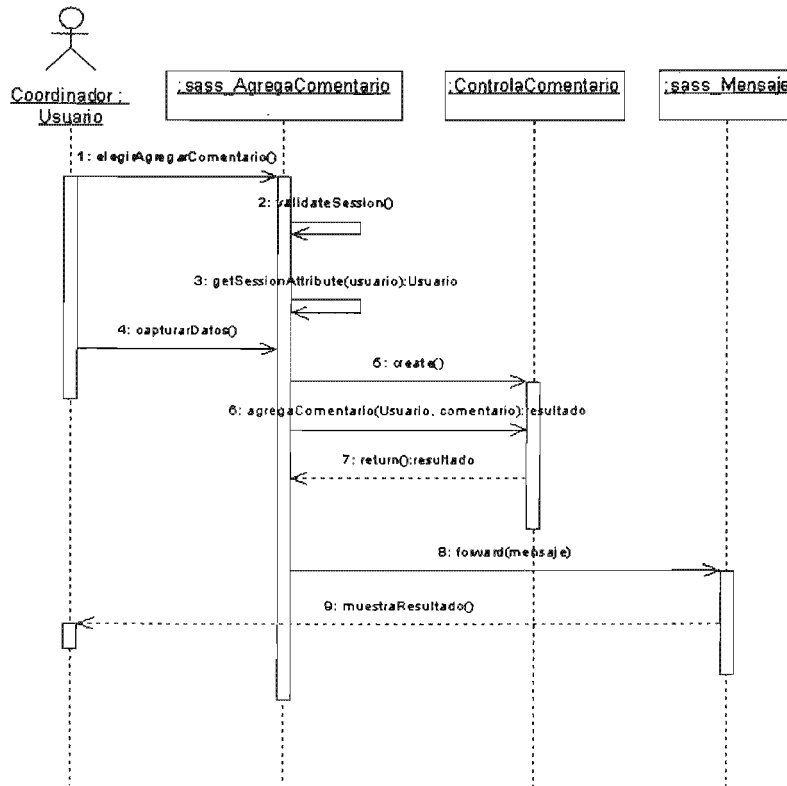 Coordinador :
Usuario
:sass_AgregaComentario
:ControlaComentario
:sass_Mensaje
1: elegirAgregarComentario()
2: validateSession()
3: getSessionAttribute(usuario):Usuario
4: capturarDatos()
5: create()
6: agregaComentario(Usuario, comentario):resultado
7: return():resultado
8: forward(mensaje)
9: muestraResultado()